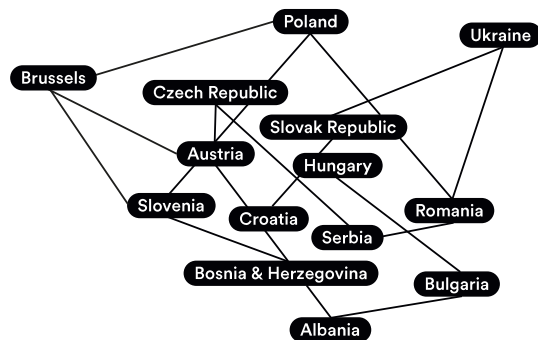 Poland
Ukraine
Brussels
Czech Republic
Slovak Republic
Austria
Hungary
Slovenia
Croatia
Romania
Serbia
Bosnia & Herzegovina
Bulgaria
Albania